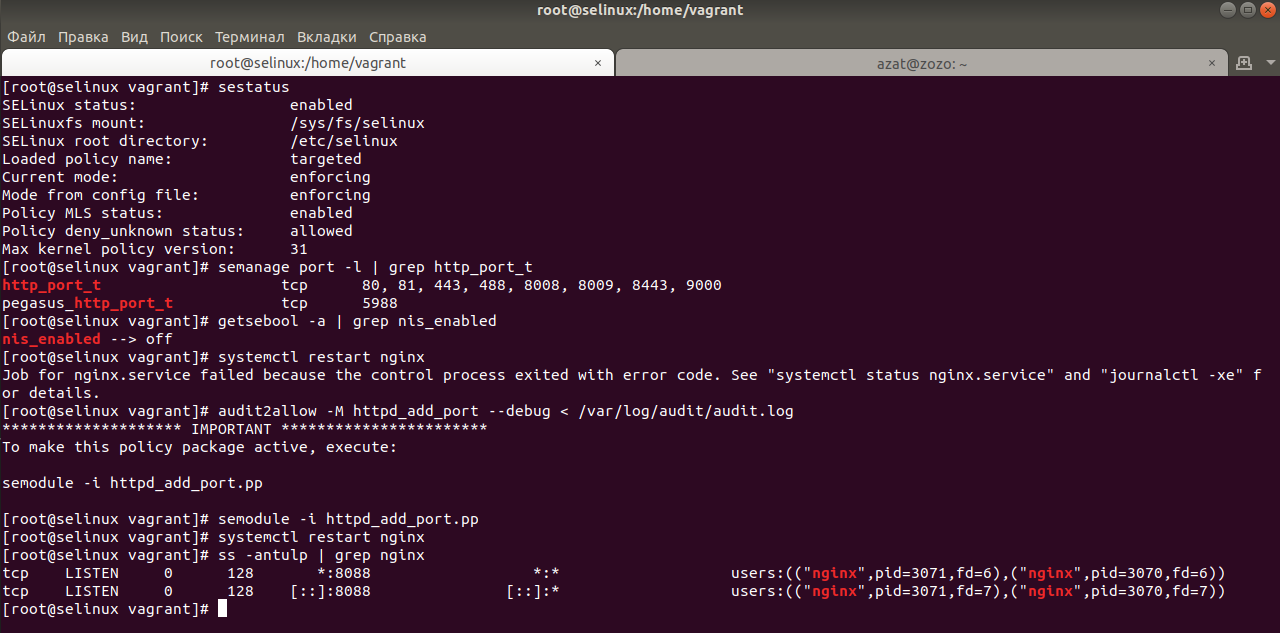 root@selinux:/home/vagrant
Файл Правка Вид Поиск Терминал Вкладки Справка
root@selinux:/home/vagrant × azat@zozo: ~ ×
[root@selinux vagrant]# sestatus
SELinux status:                 enabled
SELinuxfs mount:                /sys/fs/selinux
SELinux root directory:         /etc/selinux
Loaded policy name:             targeted
Current mode:                   enforcing
Mode from config file:          enforcing
Policy MLS status:              enabled
Policy deny_unknown status:     allowed
Max kernel policy version:      31
[root@selinux vagrant]# semanage port -l | grep http_port_t
http_port_t                    tcp      80, 81, 443, 488, 8008, 8009, 8443, 9000
pegasus_http_port_t            tcp      5988
[root@selinux vagrant]# getsebool -a | grep nis_enabled
nis_enabled --> off
[root@selinux vagrant]# systemctl restart nginx
Job for nginx.service failed because the control process exited with error code. See "systemctl status nginx.service" and "journalctl -xe" f
or details.
[root@selinux vagrant]# audit2allow -M httpd_add_port --debug < /var/log/audit/audit.log
******************** IMPORTANT ***********************
To make this policy package active, execute:

semodule -i httpd_add_port.pp

[root@selinux vagrant]# semodule -i httpd_add_port.pp
[root@selinux vagrant]# systemctl restart nginx
[root@selinux vagrant]# ss -antulp | grep nginx
tcp    LISTEN     0      128       *:8088                  *:*                   users:(("nginx",pid=3071,fd=6),("nginx",pid=3070,fd=6))
tcp    LISTEN     0      128    [::]:8088               [::]:*                   users:(("nginx",pid=3071,fd=7),("nginx",pid=3070,fd=7))
[root@selinux vagrant]#